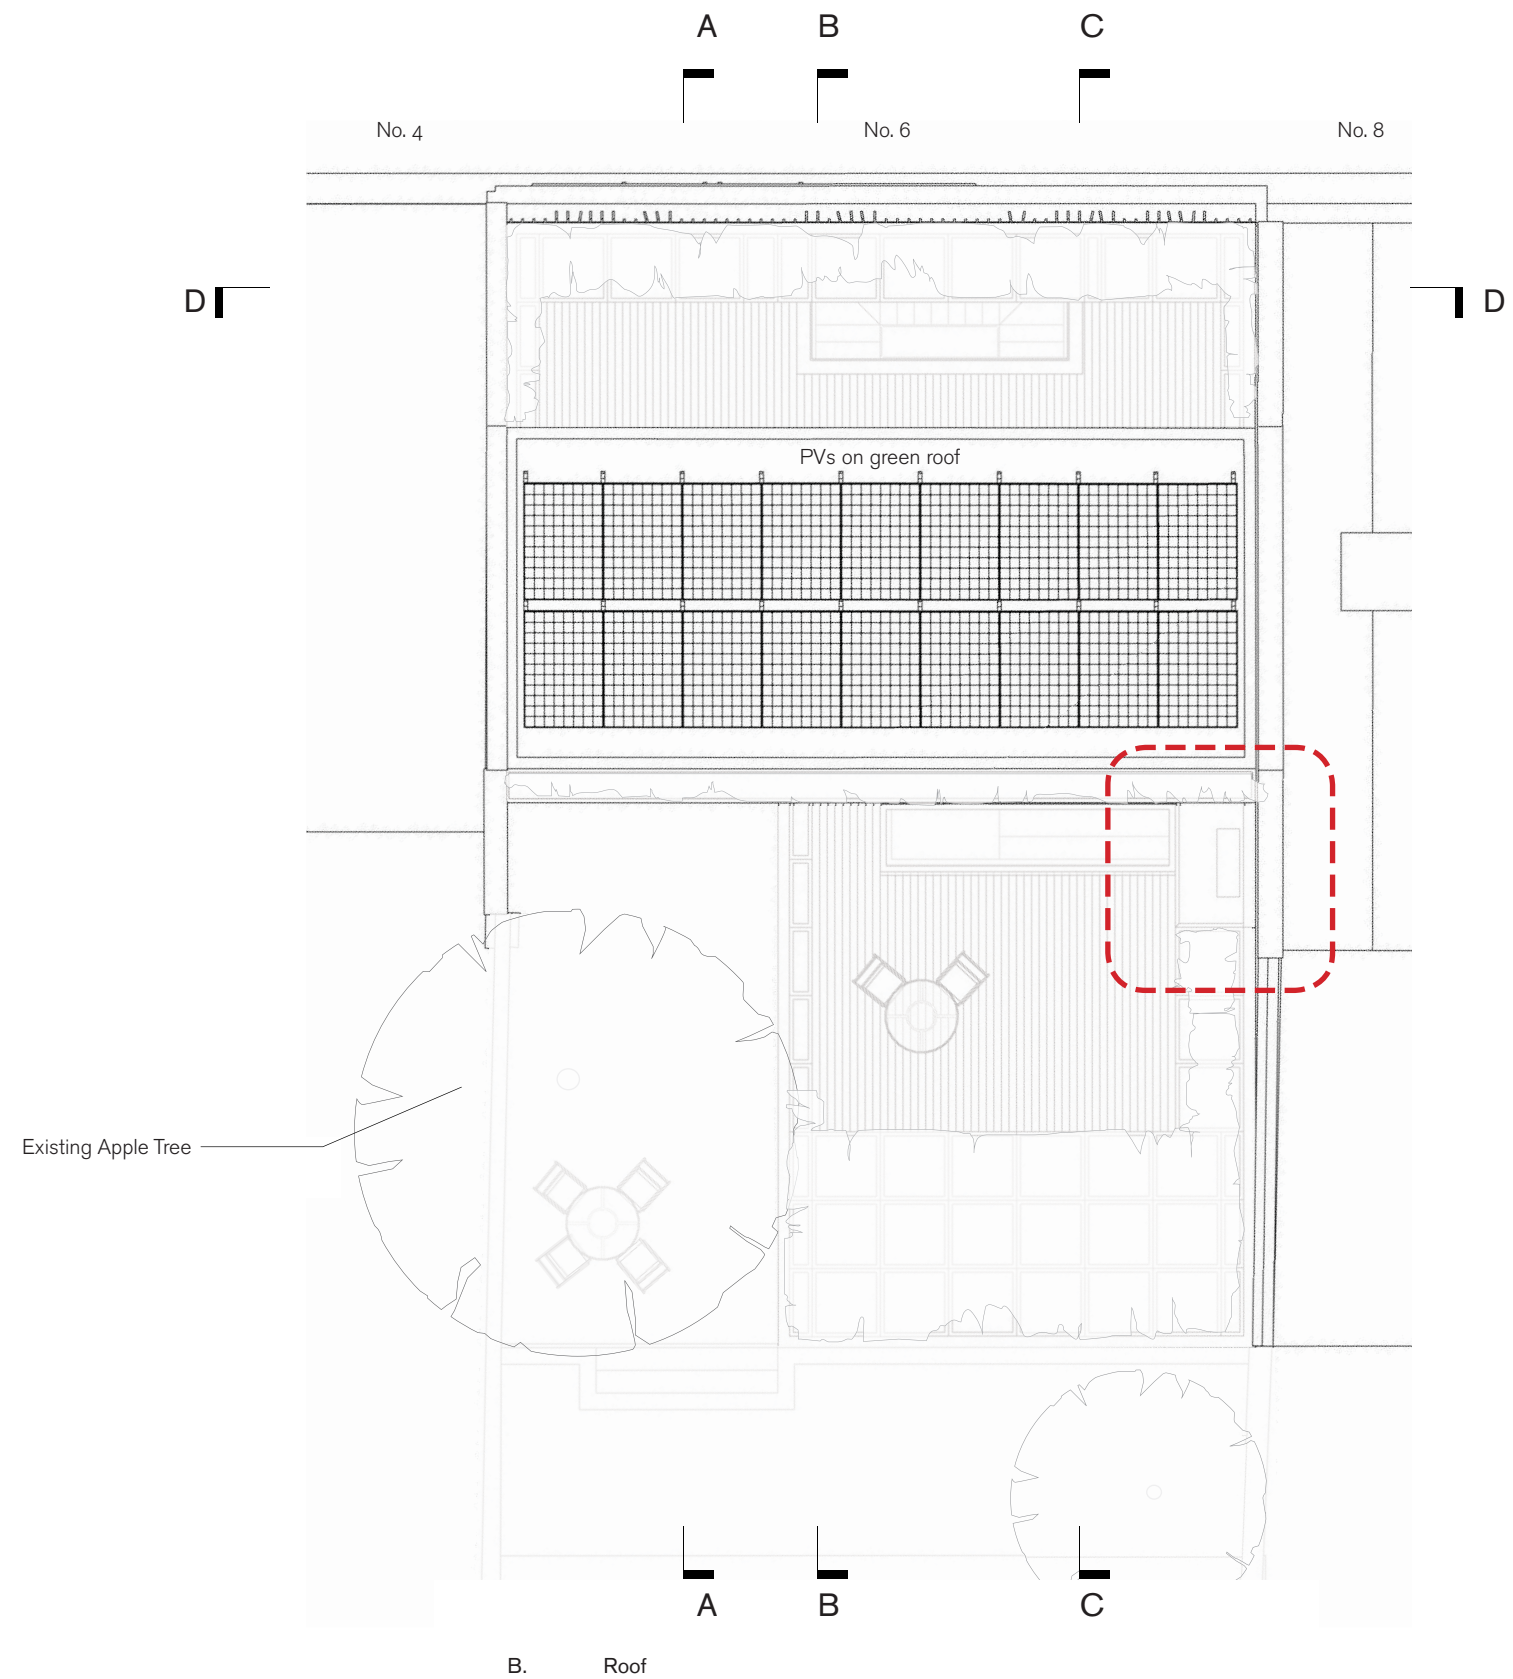 A B C
No. 4 No. 6 No. 8
D D
PVs on green roof
Existing Apple Tree
A B C
B. Roof